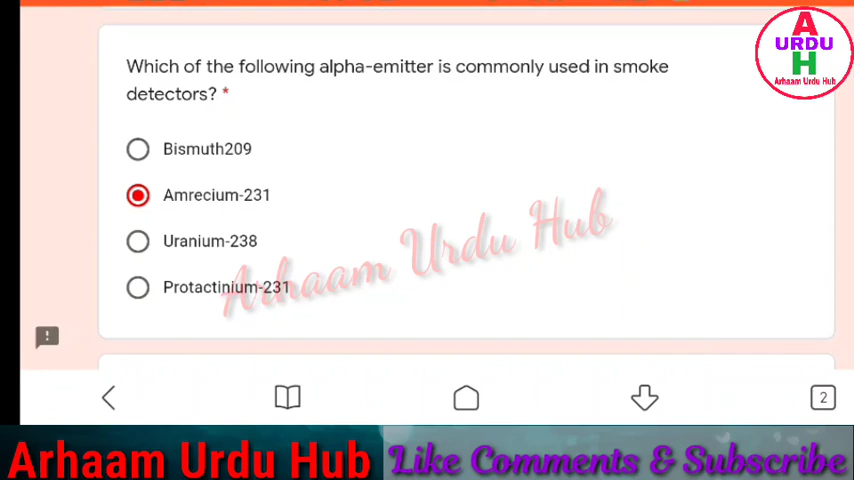 A
URDU
H
Arhaam Urdu Hub
Which of the following alpha-emitter is commonly used in smoke
detectors? *
Bismuth209
Amrecium-231
Uranium-238
Protactinium-231
Arhaam Urdu Hub
!
2
Arhaam Urdu Hub
Like Comments & Subscribe